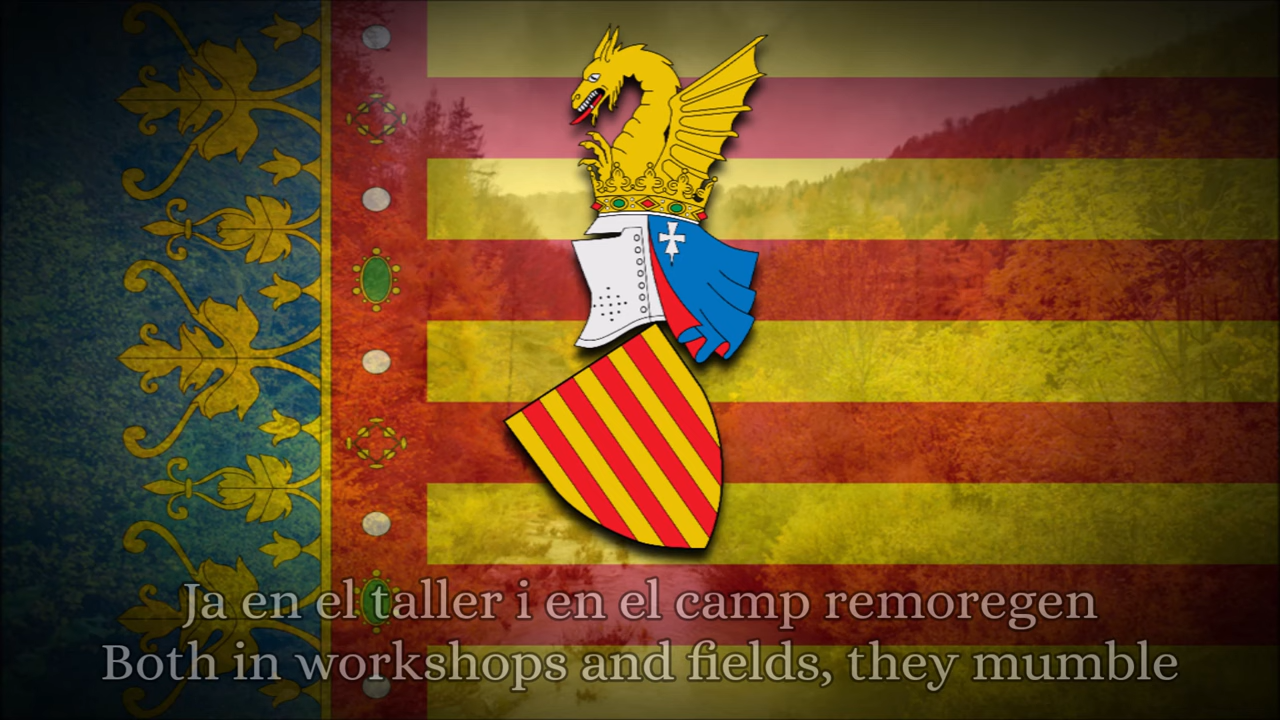 Ja en el taller i en el camp remoregen
Both in workshops and fields, they mumble